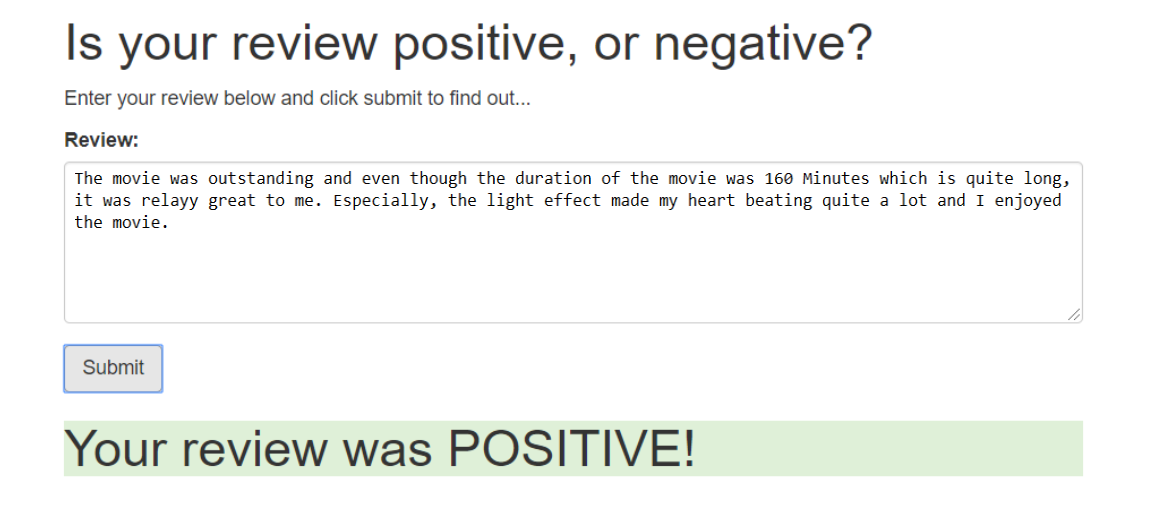 Is your review positive, or negative?
Enter your review below and click submit to find out...
Review:
The movie was outstanding and even though the duration of the movie was 160 Minutes which is quite long,
it was relayy great to me. Especially, the light effect made my heart beating quite a lot and I enjoyed
the movie.
Submit
Your review was POSITIVE!